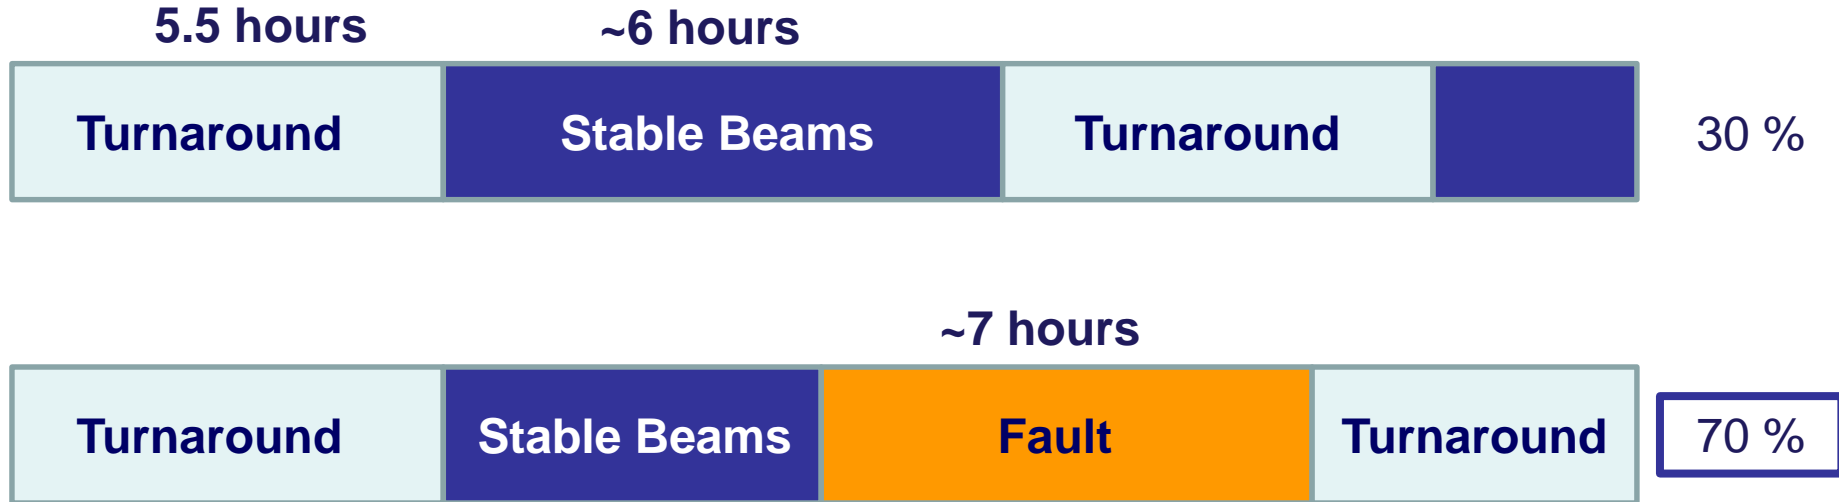 5.5 hours
~6 hours
Turnaround
Stable Beams
Turnaround
30 %
~7 hours
Turnaround
Stable Beams
Fault
Turnaround
70 %